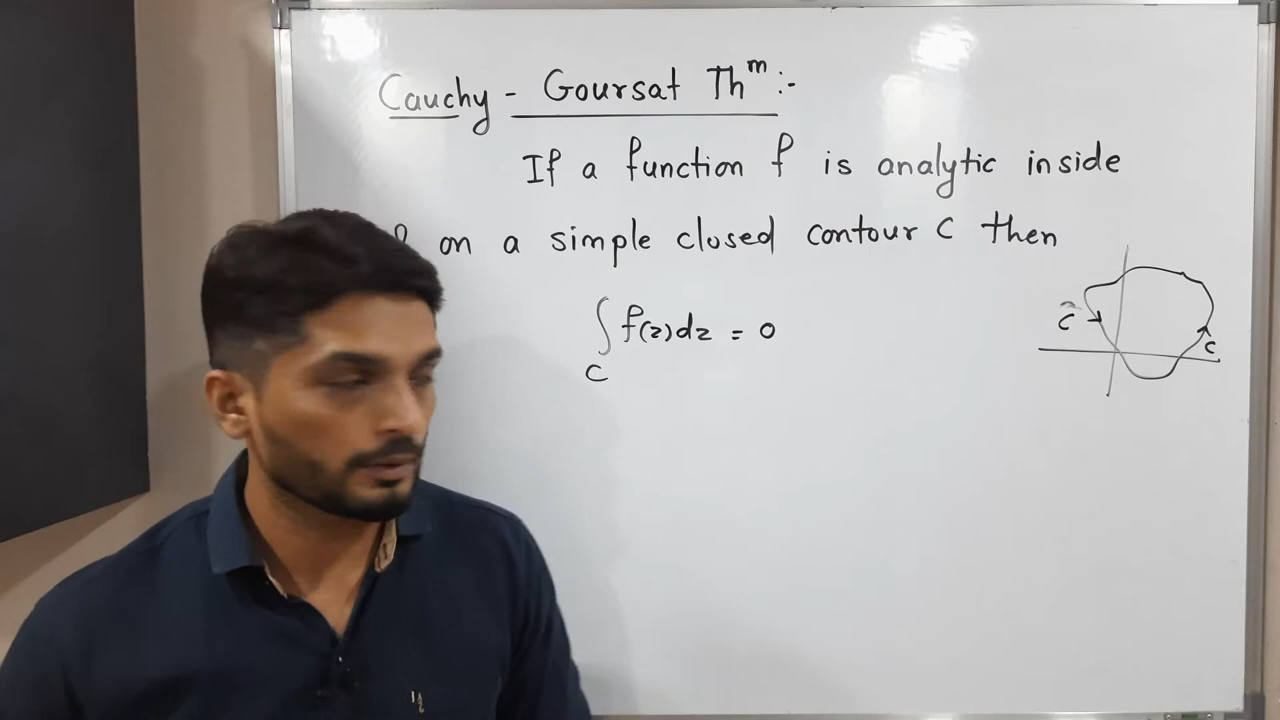 Cauchy - Goursat Thᵐ :-
If a function f is analytic inside
on a simple closed contour C then
∫ f(z)dz = 0
C
C
C